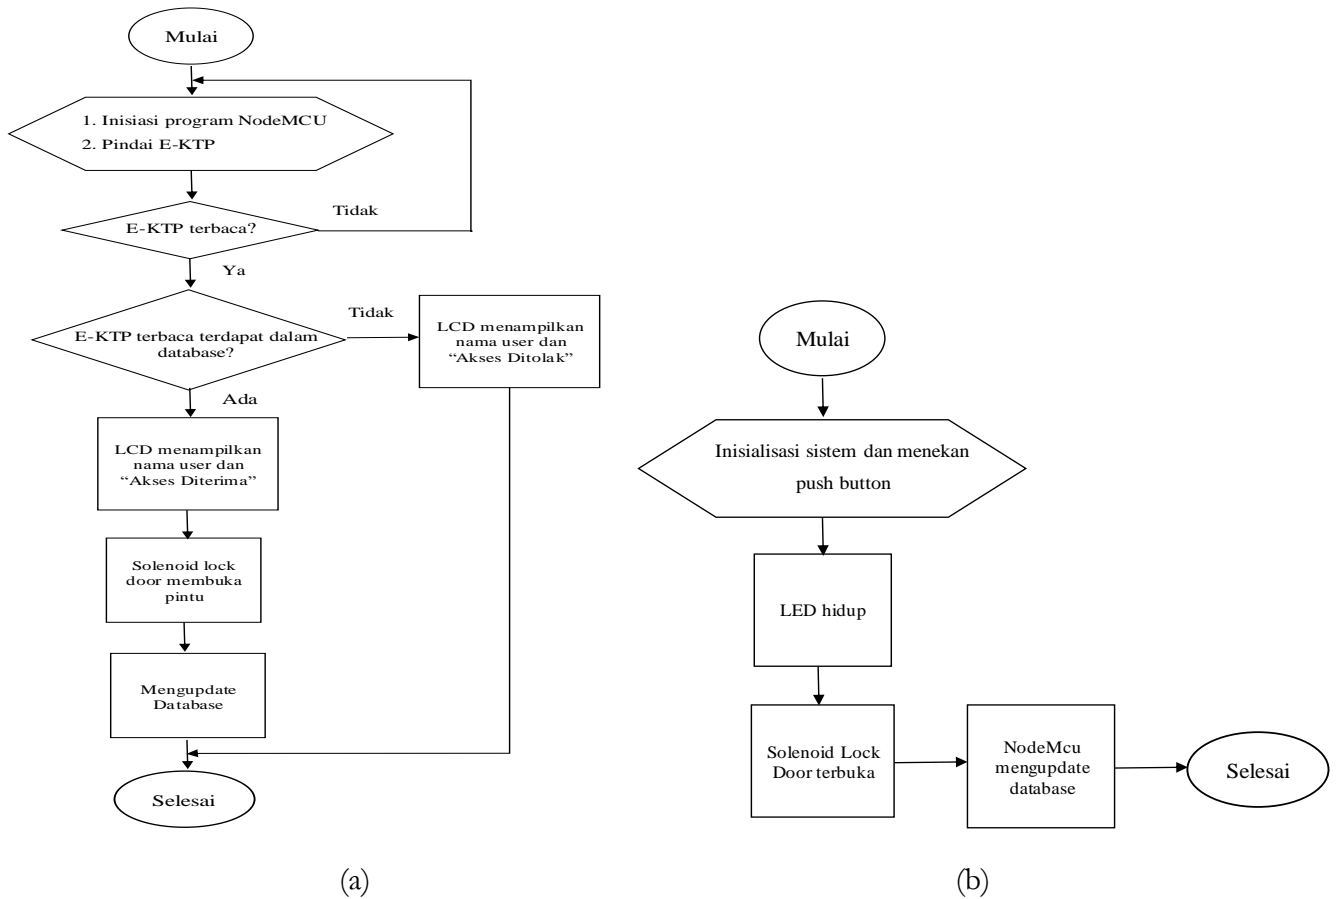 Mulai
1. Inisiasi program NodeMCU
2. Pindai E-KTP
E-KTP terbaca?
Tidak
Ya
E-KTP terbaca terdapat dalam
database?
Tidak
LCD menampilkan
nama user dan
“Akses Ditolak”
Ada
LCD menampilkan
nama user dan
“Akses Diterima”
Solenoid lock
door membuka
pintu
Mengupdate
Database
Selesai
(a)
Mulai
Inisialisasi sistem dan menekan
push button
LED hidup
Solenoid Lock
Door terbuka
NodeMcu
mengupdate
database
Selesai
(b)